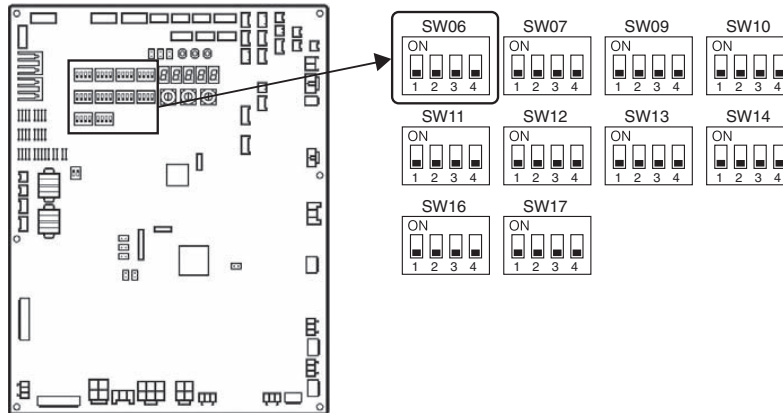 SW06 SW07 SW09 SW10
ON ON ON ON
1 2 3 4 1 2 3 4 1 2 3 4 1 2 3 4
SW11 SW12 SW13 SW14
ON ON ON ON
1 2 3 4 1 2 3 4 1 2 3 4 1 2 3 4
SW16 SW17
ON ON
1 2 3 4 1 2 3 4